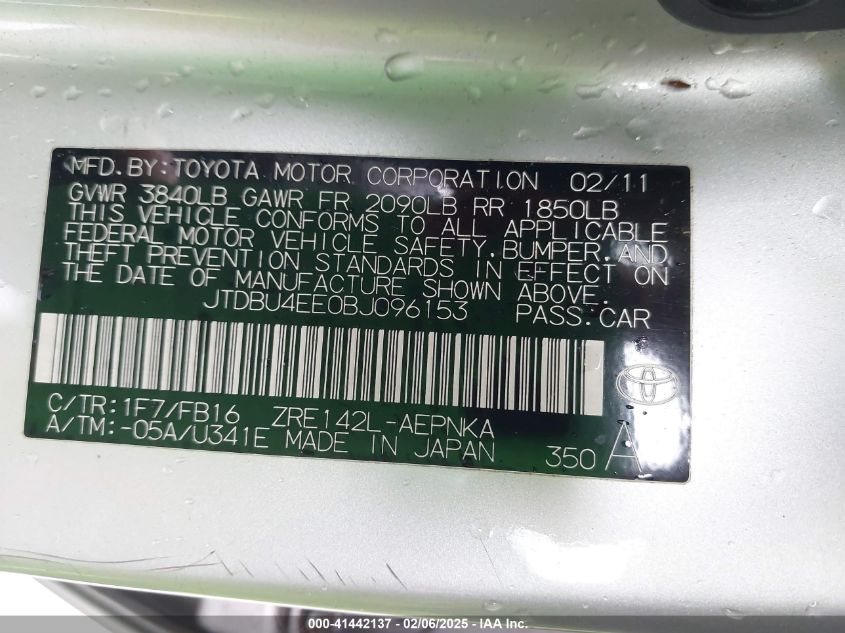 MFD.BY:TOYOTA MOTOR CORPORATION 02/11
GVWR 3840LB GAWR FR 2090LB RR 1850LB
THIS VEHICLE CONFORMS TO ALL APPLICABLE
FEDERAL MOTOR VEHICLE SAFETY,BUMPER,AND
THEFT PREVENTION STANDARDS IN EFFECT ON
THE DATE OF MANUFACTURE SHOWN ABOVE.
JTDBU4EE0BJ096153 PASS.CAR
C/TR:1F7/FB16 ZRE142L-AEPNKA
A/TM:-05A/U341E MADE IN JAPAN 350 A
000-41442137 - 02/06/2025 - IAAI Inc.